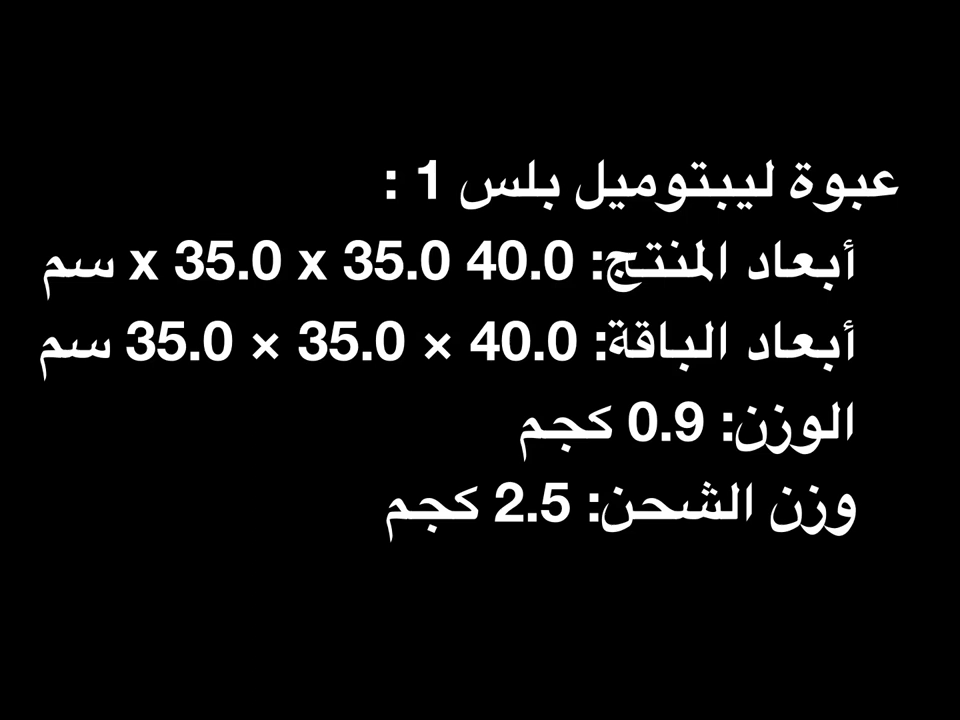 عبوة ليبتوميل بلس 1 :
أبعاد المنتج: 40.0 x 35.0 x 35.0 سم
أبعاد الباقة: 40.0 × 35.0 × 35.0 سم
الوزن: 0.9 كجم
وزن الشحن: 2.5 كجم